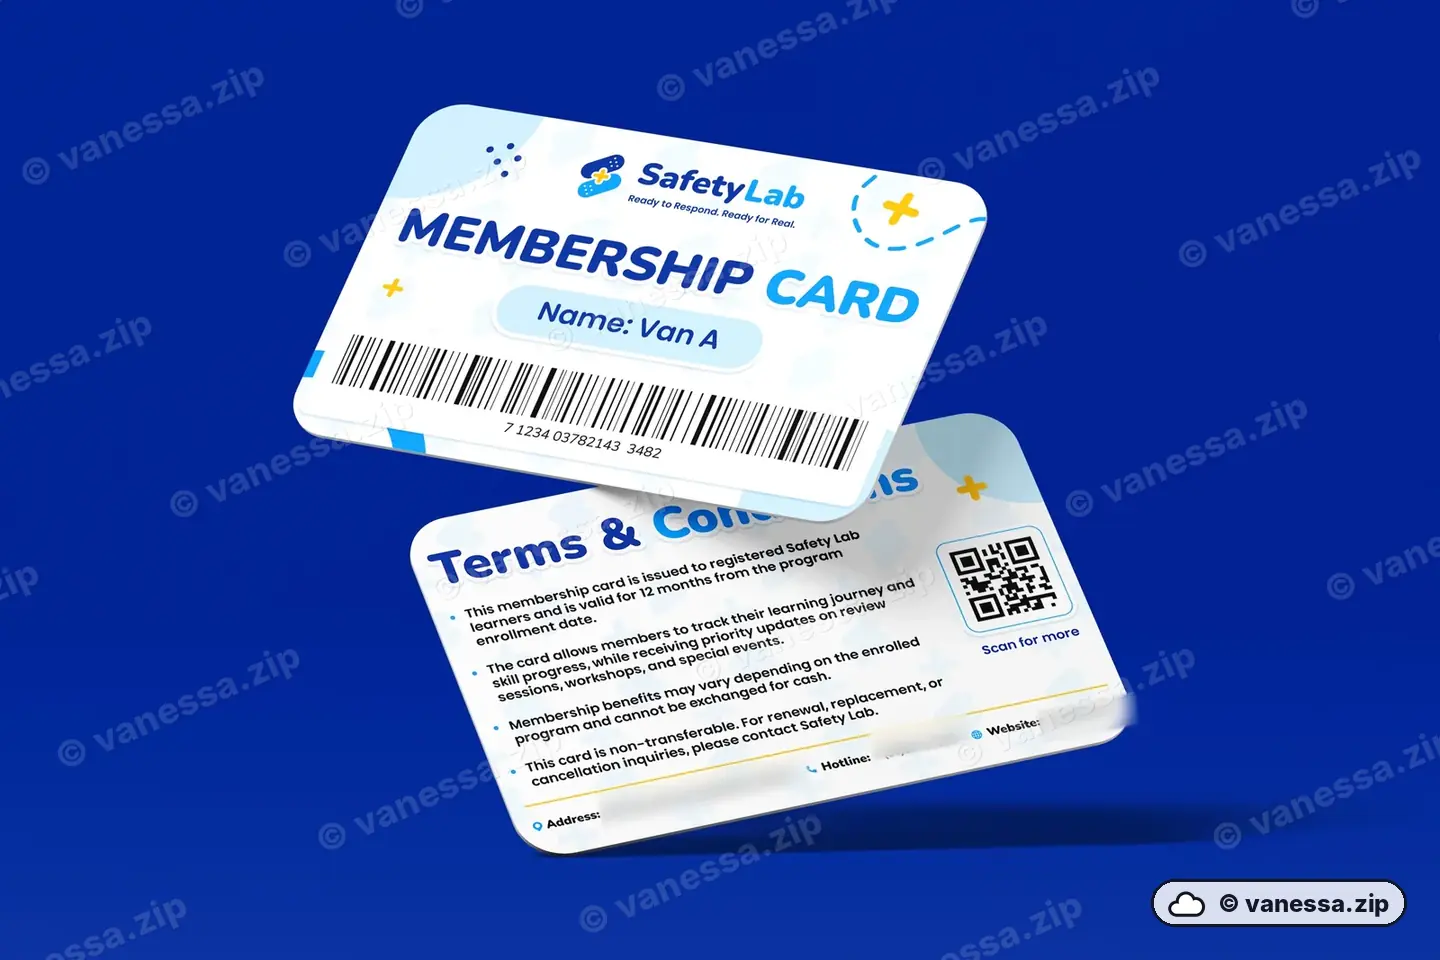 SafetyLab
Ready to Respond. Ready for Real.
MEMBERSHIP CARD
Name: Van A
7 1234 03782143 3482
Terms &
This membership card is issued to registered Safety Lab
learners and is valid for 12 months from the program
enrollment date.
The card allows members to track their learning journey and
skill progress, while receiving priority updates on review
sessions, workshops, and special events.
Membership benefits may vary depending on the enrolled
program and cannot be exchanged for cash.
This card is non-transferable. For renewal, replacement, or
cancellation inquiries, please contact Safety Lab.
Scan for more
Address:
Hotline:
Website:
© vanessa.zip